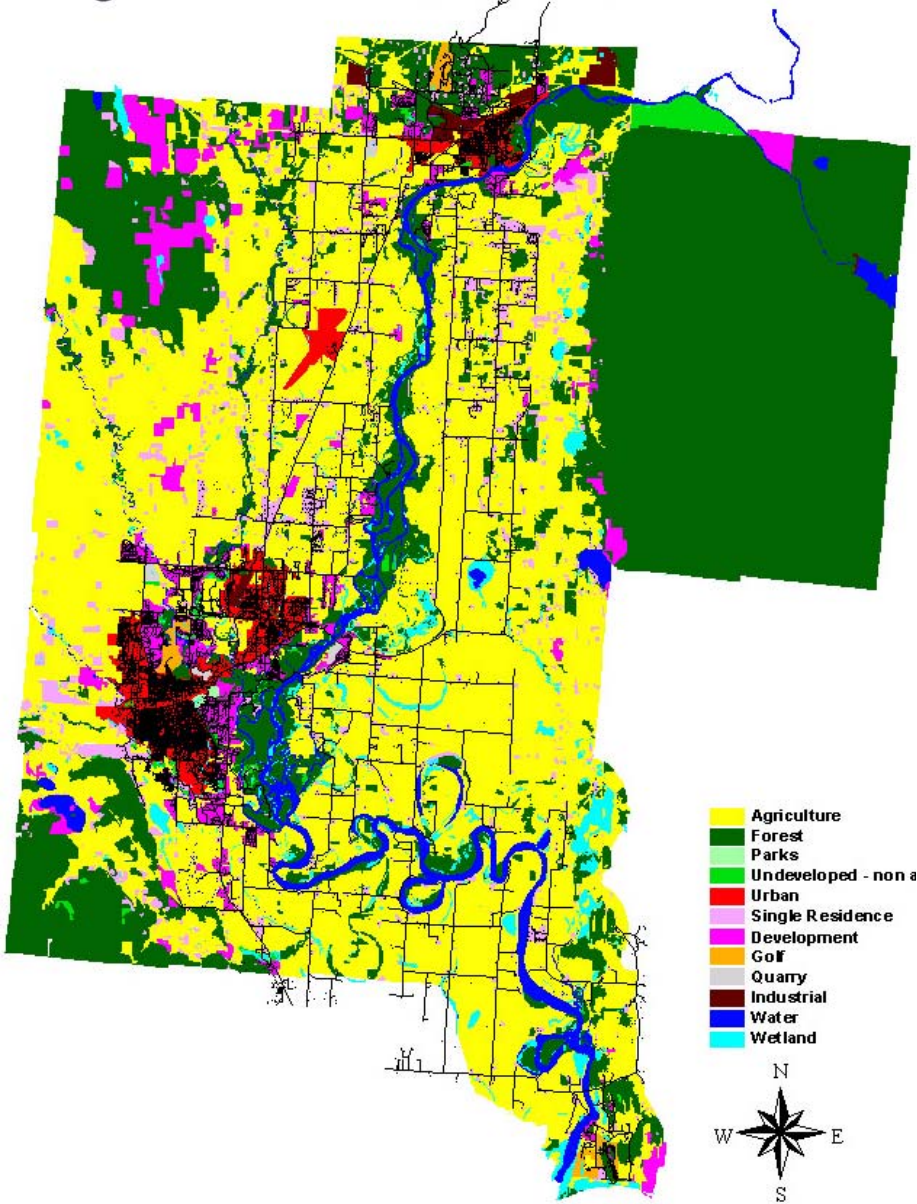 Agriculture
Forest
Parks
Undeveloped - non a
Urban
Single Residence
Development
Golf
Quarry
Industrial
Water
Wetland
N
W E
S